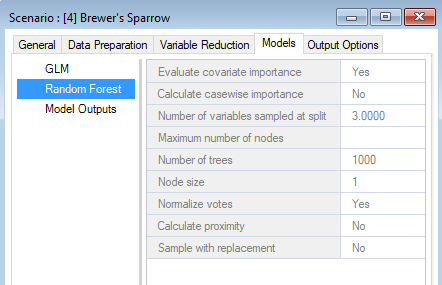 Scenario : [4] Brewer's Sparrow
General Data Preparation Variable Reduction Models Output Options
GLM
Random Forest
Model Outputs
Evaluate covariate importance Yes
Calculate casewise importance No
Number of variables sampled at split 3.0000
Maximum number of nodes
Number of trees 1000
Node size 1
Normalize votes Yes
Calculate proximity No
Sample with replacement No